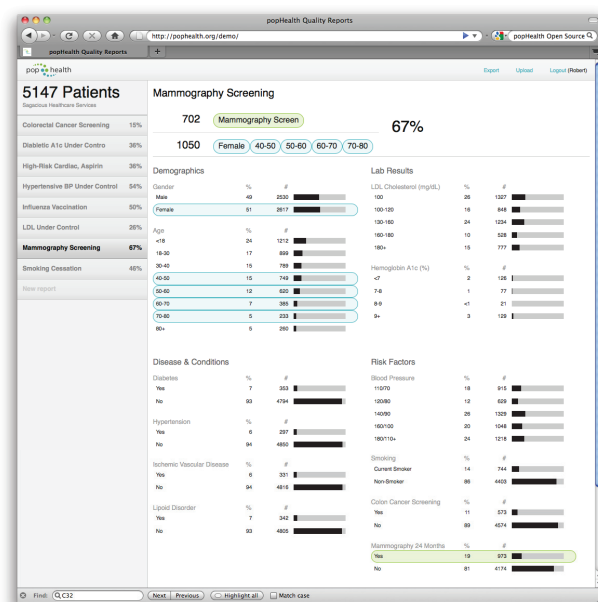 popHealth Quality Reports
http://pophealth.org/demo/
popHealth Open Source
popHealth Quality Reports
+
pop health
Export Upload Logout (Robert)
5147 Patients
Sagacious Healthcare Services
Colorectal Cancer Screening 15%
Diabletic A1c Under Contro 36%
High-Risk Cardiac, Aspirin 36%
Hypertensive BP Under Control 54%
Influenza Vaccination 50%
LDL Under Control 26%
Mammography Screening 67%
Smoking Cessation 46%
New report
Mammography Screening
702 Mammography Screen
67%
1050 Female 40-50 50-60 60-70 70-80
Demographics
Gender % #
Male 49 2530
Female 51 2617
Age % #
<18 24 1212
18-30 17 899
30-40 15 789
40-50 15 749
50-60 12 620
60-70 7 385
70-80 5 233
80+ 5 260
Lab Results
LDL Cholesterol (mg/dL) % #
100 26 1327
100-120 16 848
130-160 24 1234
160-180 10 526
180+ 15 777
Hemoglobin A1c (%) % #
<7 2 126
7-8 1 77
8-9 <1 21
9+ 3 129
Disease & Conditions
Diabetes % #
Yes 7 353
No 93 4794
Hypertension % #
Yes 6 297
No 94 4850
Ischemic Vascular Disease % #
Yes 6 331
No 94 4816
Lipoid Disorder % #
Yes 7 342
No 93 4805
Risk Factors
Blood Pressure % #
110/70 18 915
120/80 12 629
140/90 26 1329
160/100 20 1048
180/110+ 24 1218
Smoking % #
Current Smoker 14 744
Non-Smoker 86 4403
Colon Cancer Screening % #
Yes 11 573
No 89 4574
Mammography 24 Months % #
Yes 19 973
No 81 4174
Find: C32 Next Previous Highlight all Match case